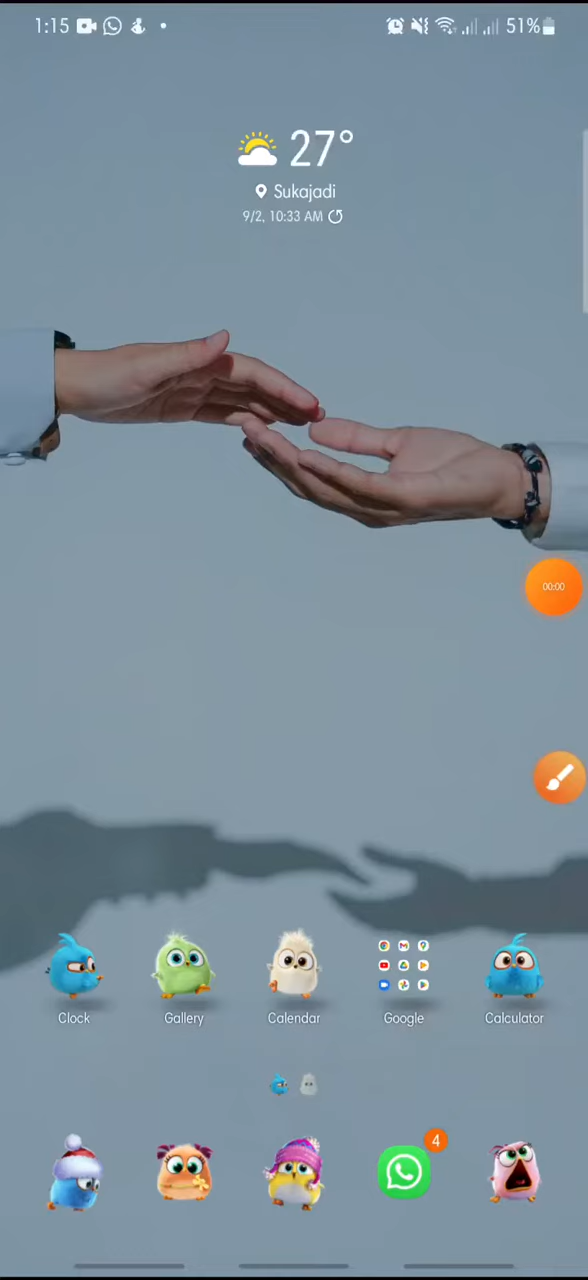 1:15
51%
27°
Sukajadi
9/2, 10:33 AM
00:00
Clock
Gallery
Calendar
Google
Calculator
4